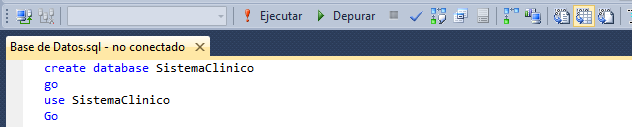 Ejecutar Depurar
Base de Datos.sql - no conectado
create database SistemaClinico
go
use SistemaClinico
Go